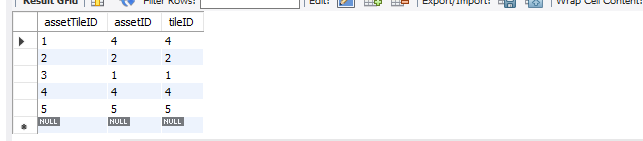 Result Grid Filter Rows: Edit: Export/Import: Wrap Cell Content:
assetTileID assetID tileID
1 4 4
2 2 2
3 1 1
4 4 4
5 5 5
NULL NULL NULL